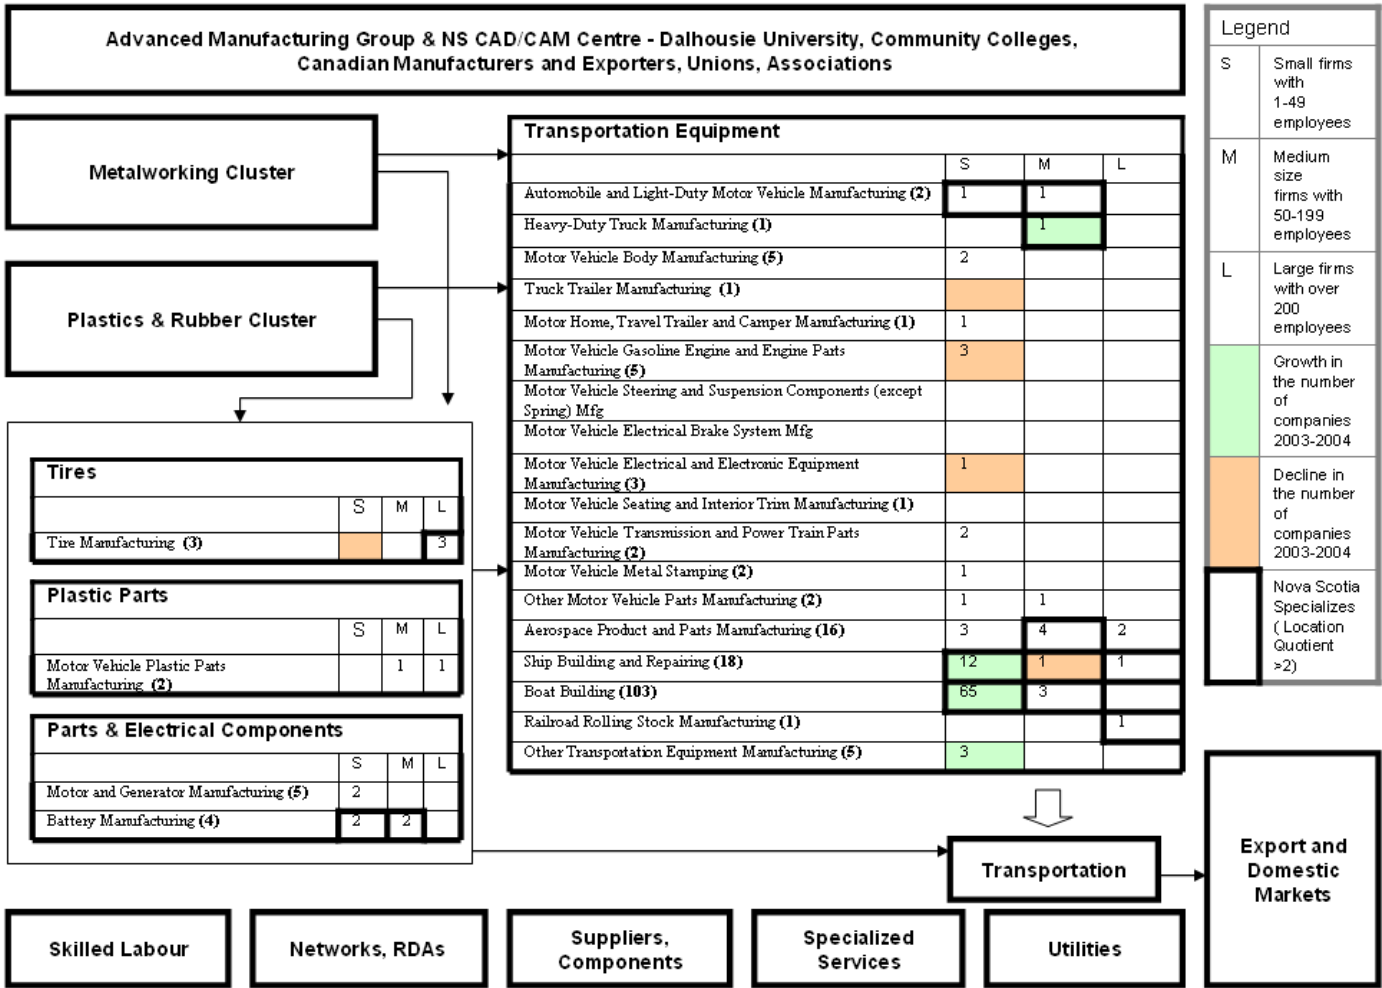 Advanced Manufacturing Group & NS CAD/CAM Centre - Dalhousie University, Community Colleges,
Canadian Manufacturers and Exporters, Unions, Associations
Legend
S Small firms
with
1-49
employees
M Medium
size
firms with
50-199
employees
L Large firms
with over
200
employees
Growth in
the number
of
companies
2003-2004
Decline in
the number
of
companies
2003-2004
Nova Scotia
Specializes
( Location
Quotient
>2)
Metalworking Cluster
Plastics & Rubber Cluster
Transportation Equipment
S M L
Automobile and Light-Duty Motor Vehicle Manufacturing (2) 1 1
Heavy-Duty Truck Manufacturing (1) 1
Motor Vehicle Body Manufacturing (5) 2
Truck Trailer Manufacturing (1)
Motor Home, Travel Trailer and Camper Manufacturing (1) 1
Motor Vehicle Gasoline Engine and Engine Parts 3
Manufacturing (5)
Motor Vehicle Steering and Suspension Components (except
Spring) Mfg
Motor Vehicle Electrical Brake System Mfg
Motor Vehicle Electrical and Electronic Equipment 1
Manufacturing (3)
Motor Vehicle Seating and Interior Trim Manufacturing (1)
Motor Vehicle Transmission and Power Train Parts 2
Manufacturing (2)
Motor Vehicle Metal Stamping (2) 1
Other Motor Vehicle Parts Manufacturing (2) 1 1
Aerospace Product and Parts Manufacturing (16) 3 4 2
Ship Building and Repairing (18) 12 1 1
Boat Building (103) 65 3
Railroad Rolling Stock Manufacturing (1) 1
Other Transportation Equipment Manufacturing (5) 3
Tires
S M L
Tire Manufacturing (3) 3
Plastic Parts
S M L
Motor Vehicle Plastic Parts 1 1
Manufacturing (2)
Parts & Electrical Components
S M L
Motor and Generator Manufacturing (5) 2
Battery Manufacturing (4) 2 2
Transportation
Export and
Domestic
Markets
Skilled Labour
Networks, RDAs
Suppliers,
Components
Specialized
Services
Utilities